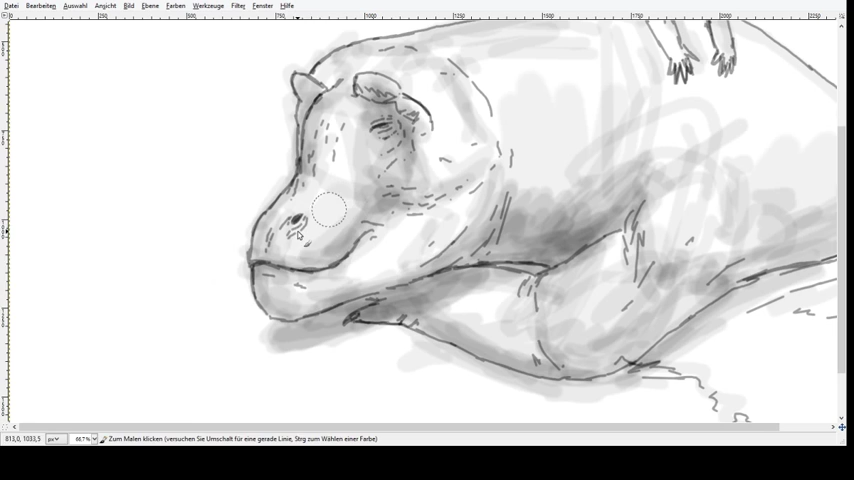 Datei Bearbeiten Auswahl Ansicht Bild Ebene Farben Werkzeuge Filter Fenster Hilfe
250 750 1000 1250 1500 1750 2000 2250
813,0, 1033,5 px 66,7% Zum Malen klicken (versuchen Sie Umschalt für eine gerade Linie, Strg zum Wählen einer Farbe)